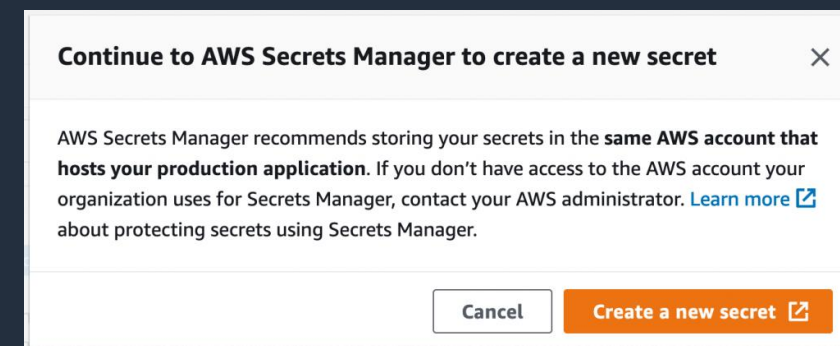 Continue to AWS Secrets Manager to create a new secret
AWS Secrets Manager recommends storing your secrets in the same AWS account that
hosts your production application. If you don't have access to the AWS account your
organization uses for Secrets Manager, contact your AWS administrator. Learn more
about protecting secrets using Secrets Manager.
Cancel Create a new secret